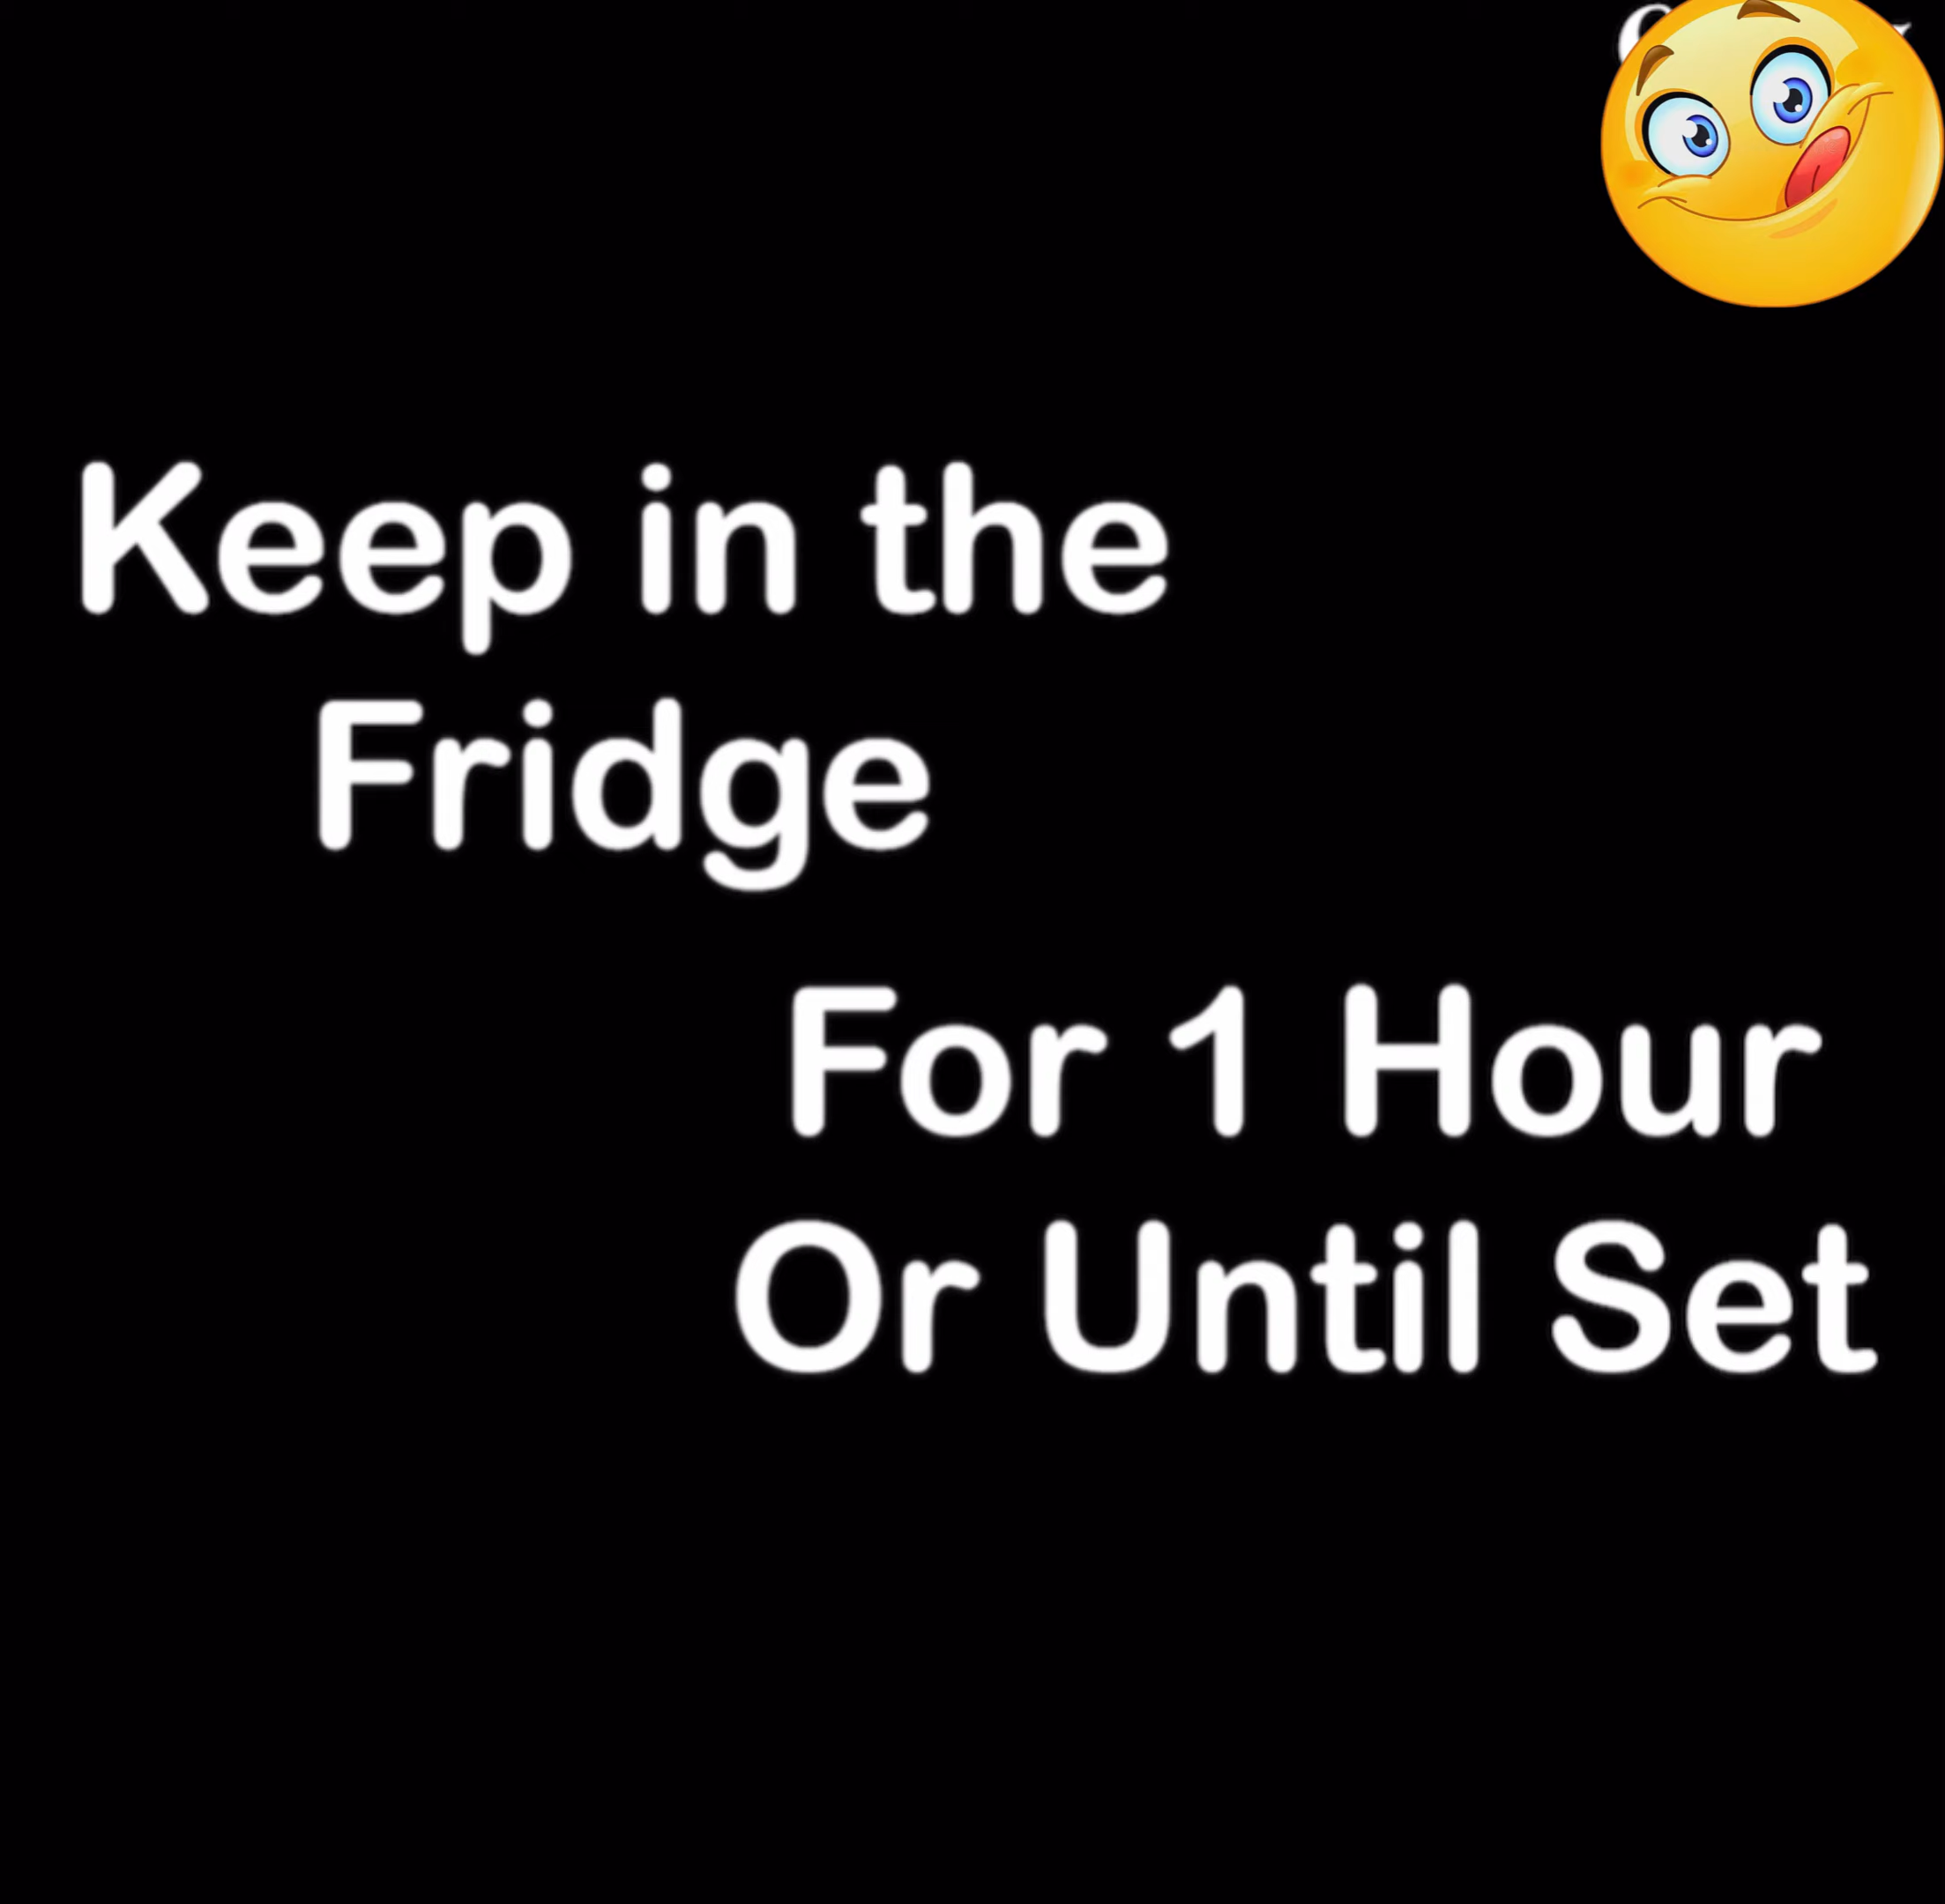 Keep in the
Fridge
For 1 Hour
Or Until Set